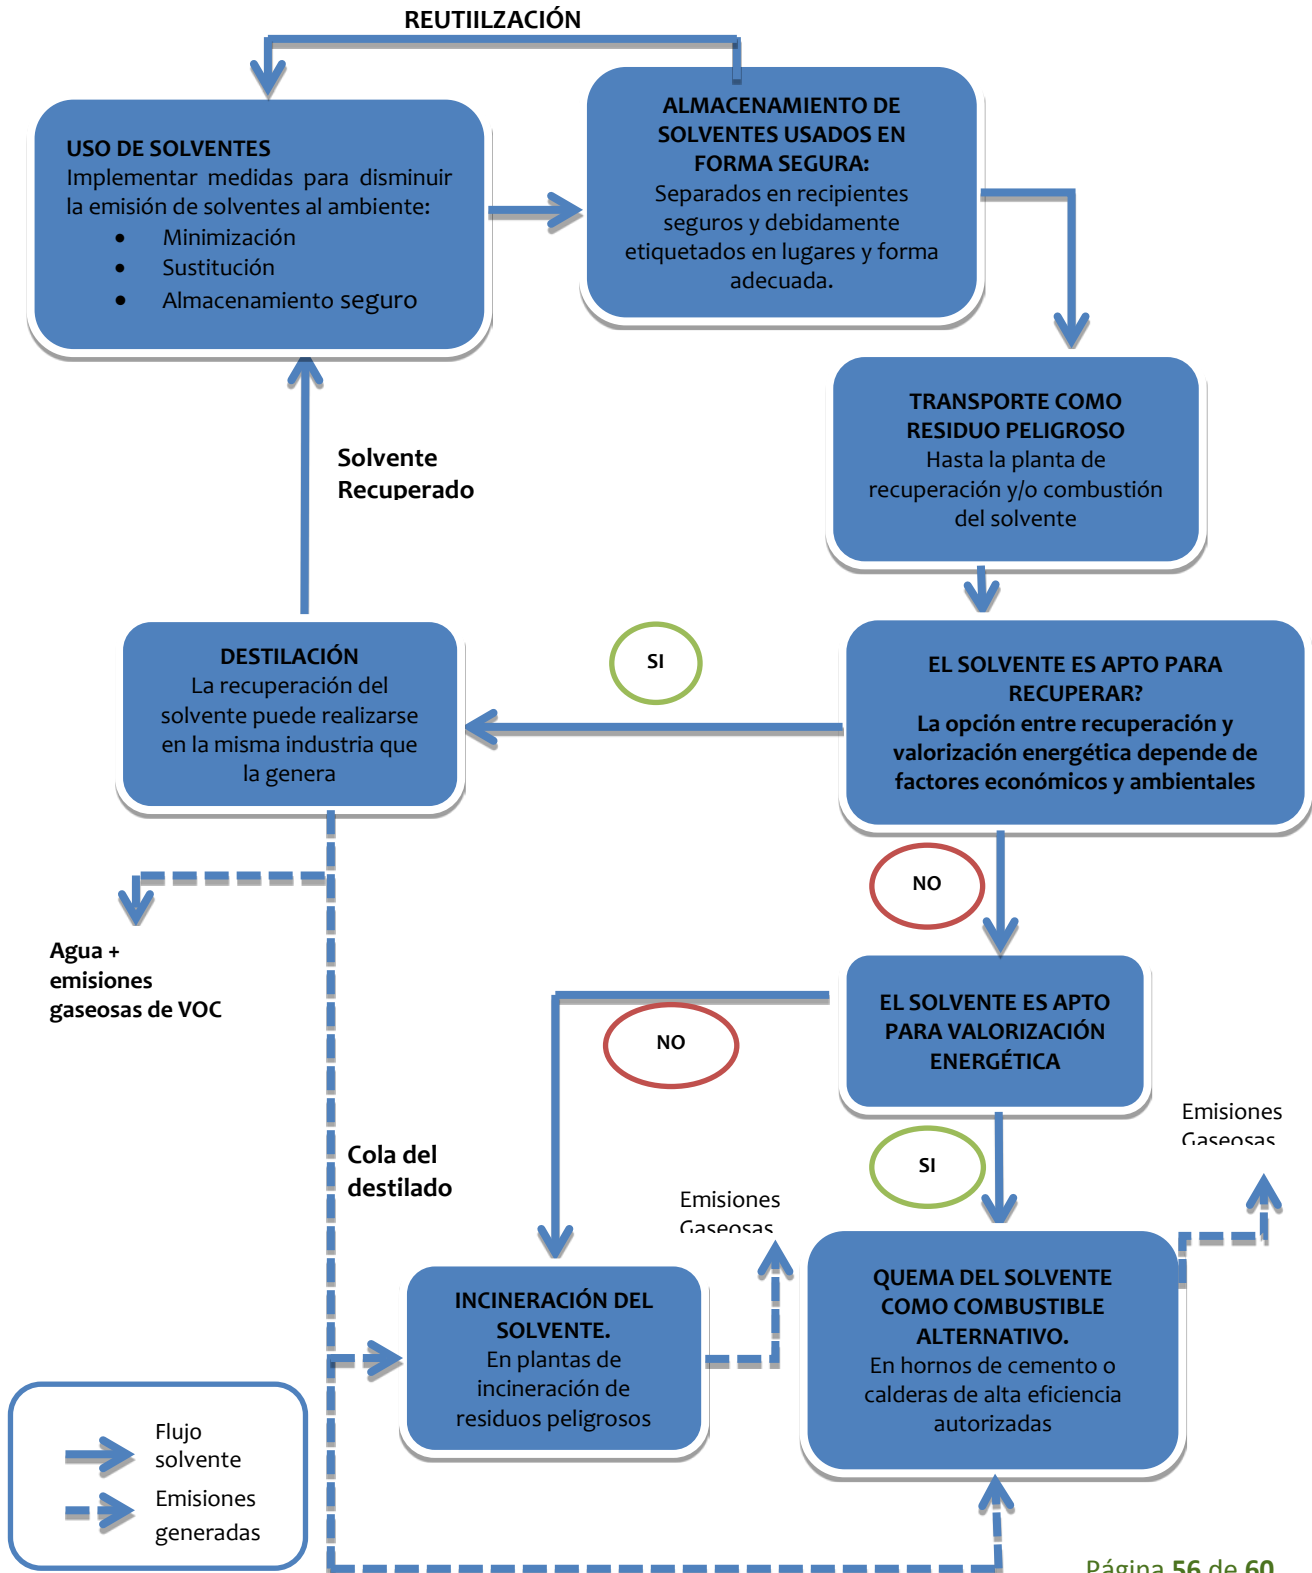 REUTIILZACIÓN
USO DE SOLVENTES
Implementar medidas para disminuir
la emisión de solventes al ambiente:
• Minimización
• Sustitución
• Almacenamiento seguro
ALMACENAMIENTO DE
SOLVENTES USADOS EN
FORMA SEGURA:
Separados en recipientes
seguros y debidamente
etiquetados en lugares y forma
adecuada.
TRANSPORTE COMO
RESIDUO PELIGROSO
Hasta la planta de
recuperación y/o combustión
del solvente
Solvente
Recuperado
DESTILACIÓN
La recuperación del
solvente puede realizarse
en la misma industria que
la genera
SI
EL SOLVENTE ES APTO PARA
RECUPERAR?
La opción entre recuperación y
valorización energética depende de
factores económicos y ambientales
NO
Agua +
emisiones
gaseosas de VOC
EL SOLVENTE ES APTO
PARA VALORIZACIÓN
ENERGÉTICA
NO
SI
Emisiones
Gaseosas
Cola del
destilado
Emisiones
Gaseosas
INCINERACIÓN DEL
SOLVENTE.
En plantas de
incineración de
residuos peligrosos
QUEMA DEL SOLVENTE
COMO COMBUSTIBLE
ALTERNATIVO.
En hornos de cemento o
calderas de alta eficiencia
autorizadas
Flujo
solvente
Emisiones
generadas
Página 56 de 60